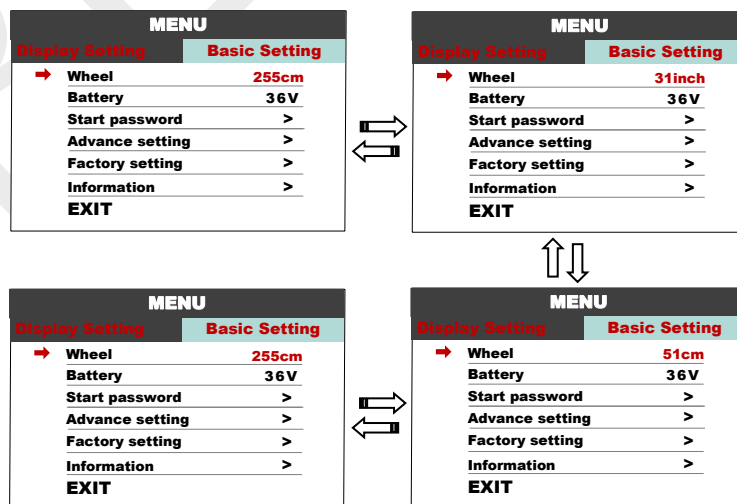 MENU
Display Setting Basic Setting
Wheel 255cm
Battery 36V
Start password >
Advance setting >
Factory setting >
Information >
EXIT
MENU
Display Setting Basic Setting
Wheel 31inch
Battery 36V
Start password >
Advance setting >
Factory setting >
Information >
EXIT
MENU
Display Setting Basic Setting
Wheel 255cm
Battery 36V
Start password >
Advance setting >
Factory setting >
Information >
EXIT
MENU
Display Setting Basic Setting
Wheel 51cm
Battery 36V
Start password >
Advance setting >
Factory setting >
Information >
EXIT